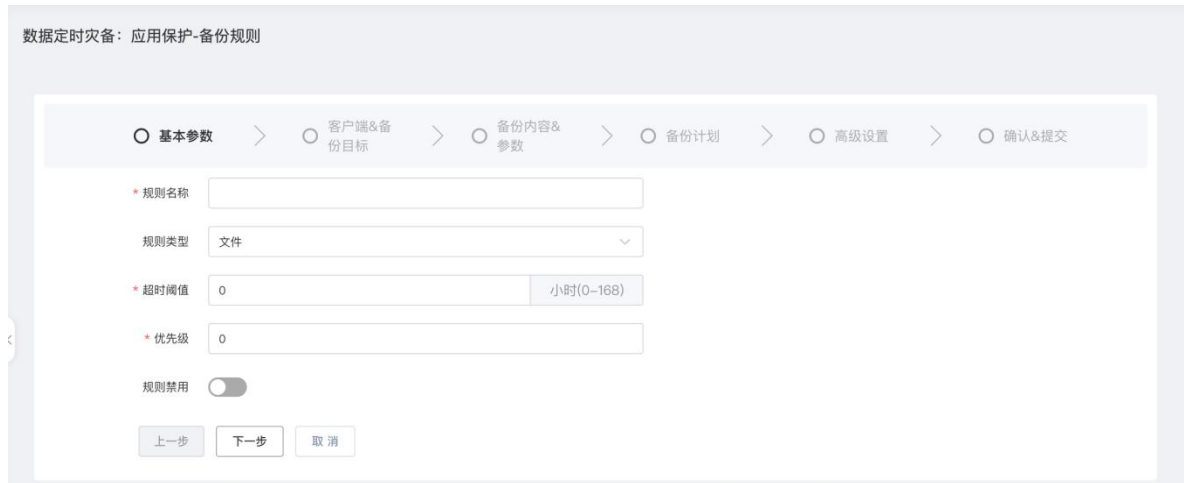 数据定时灾备：应用保护-备份规则
基本参数
客户端&备
份目标
备份内容&
参数
备份计划
高级设置
确认&提交
* 规则名称
规则类型 文件
* 超时阈值 0 小时(0-168)
* 优先级 0
规则禁用
上一步 下一步 取 消